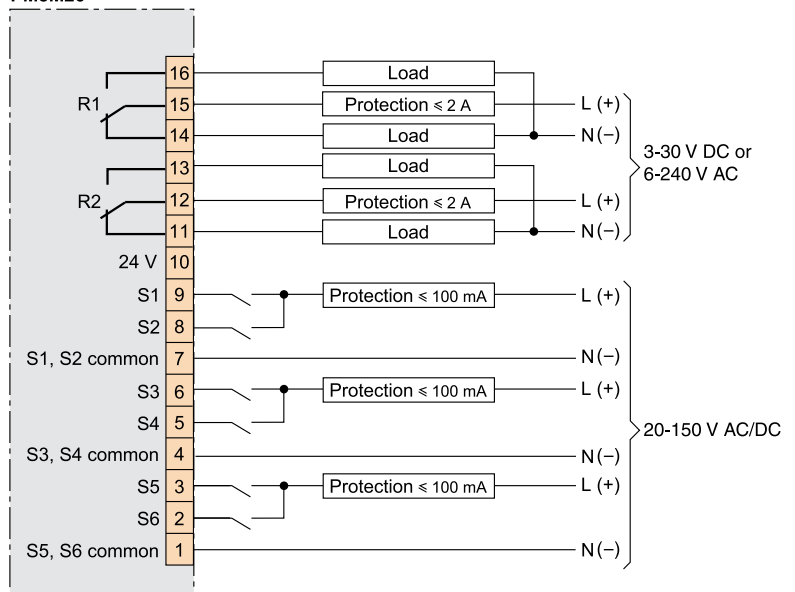 16 Load
R1 15 Protection ≤ 2 A L (+)
14 Load N(−)
13 Load
3-30 V DC or
6-240 V AC
R2 12 Protection ≤ 2 A L (+)
11 Load N(−)
24 V 10
S1 9 Protection ≤ 100 mA L (+)
S2 8
S1, S2 common 7 N(−)
S3 6 Protection ≤ 100 mA L (+)
S4 5
20-150 V AC/DC
S3, S4 common 4 N(−)
S5 3 Protection ≤ 100 mA L (+)
S6 2
S5, S6 common 1 N(−)